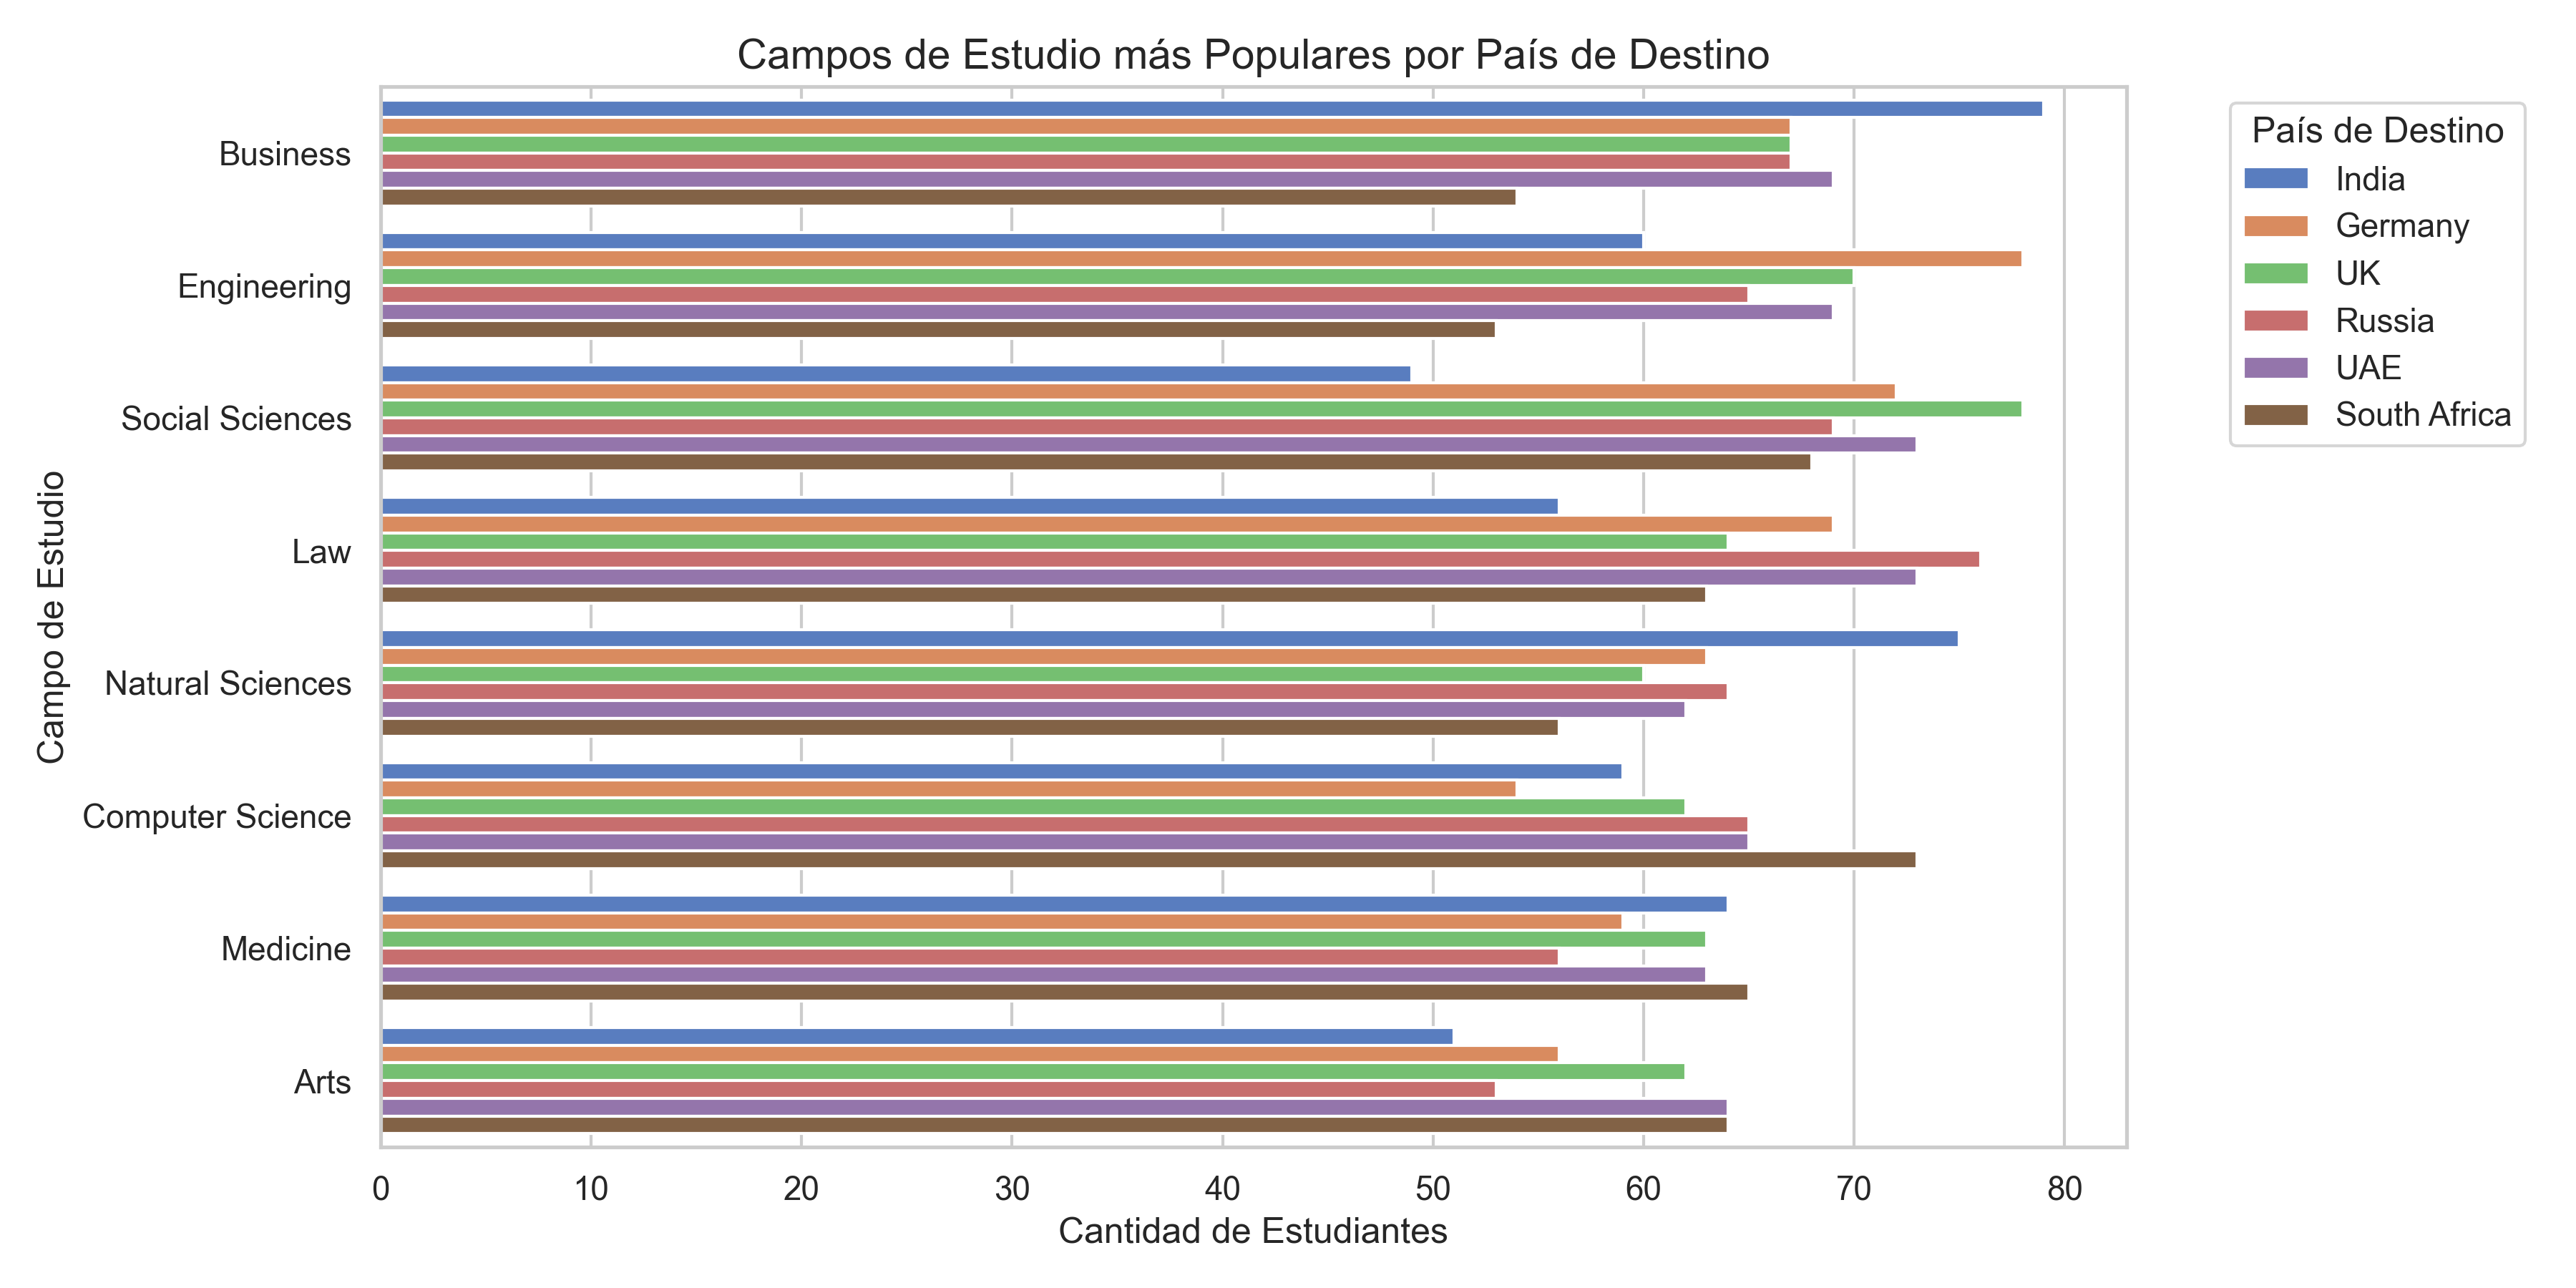 Campos de Estudio más Populares por País de Destino
Campo de Estudio
Business
Engineering
Social Sciences
Law
Natural Sciences
Computer Science
Medicine
Arts
0 10 20 30 40 50 60 70 80
Cantidad de Estudiantes
País de Destino
India
Germany
UK
Russia
UAE
South Africa